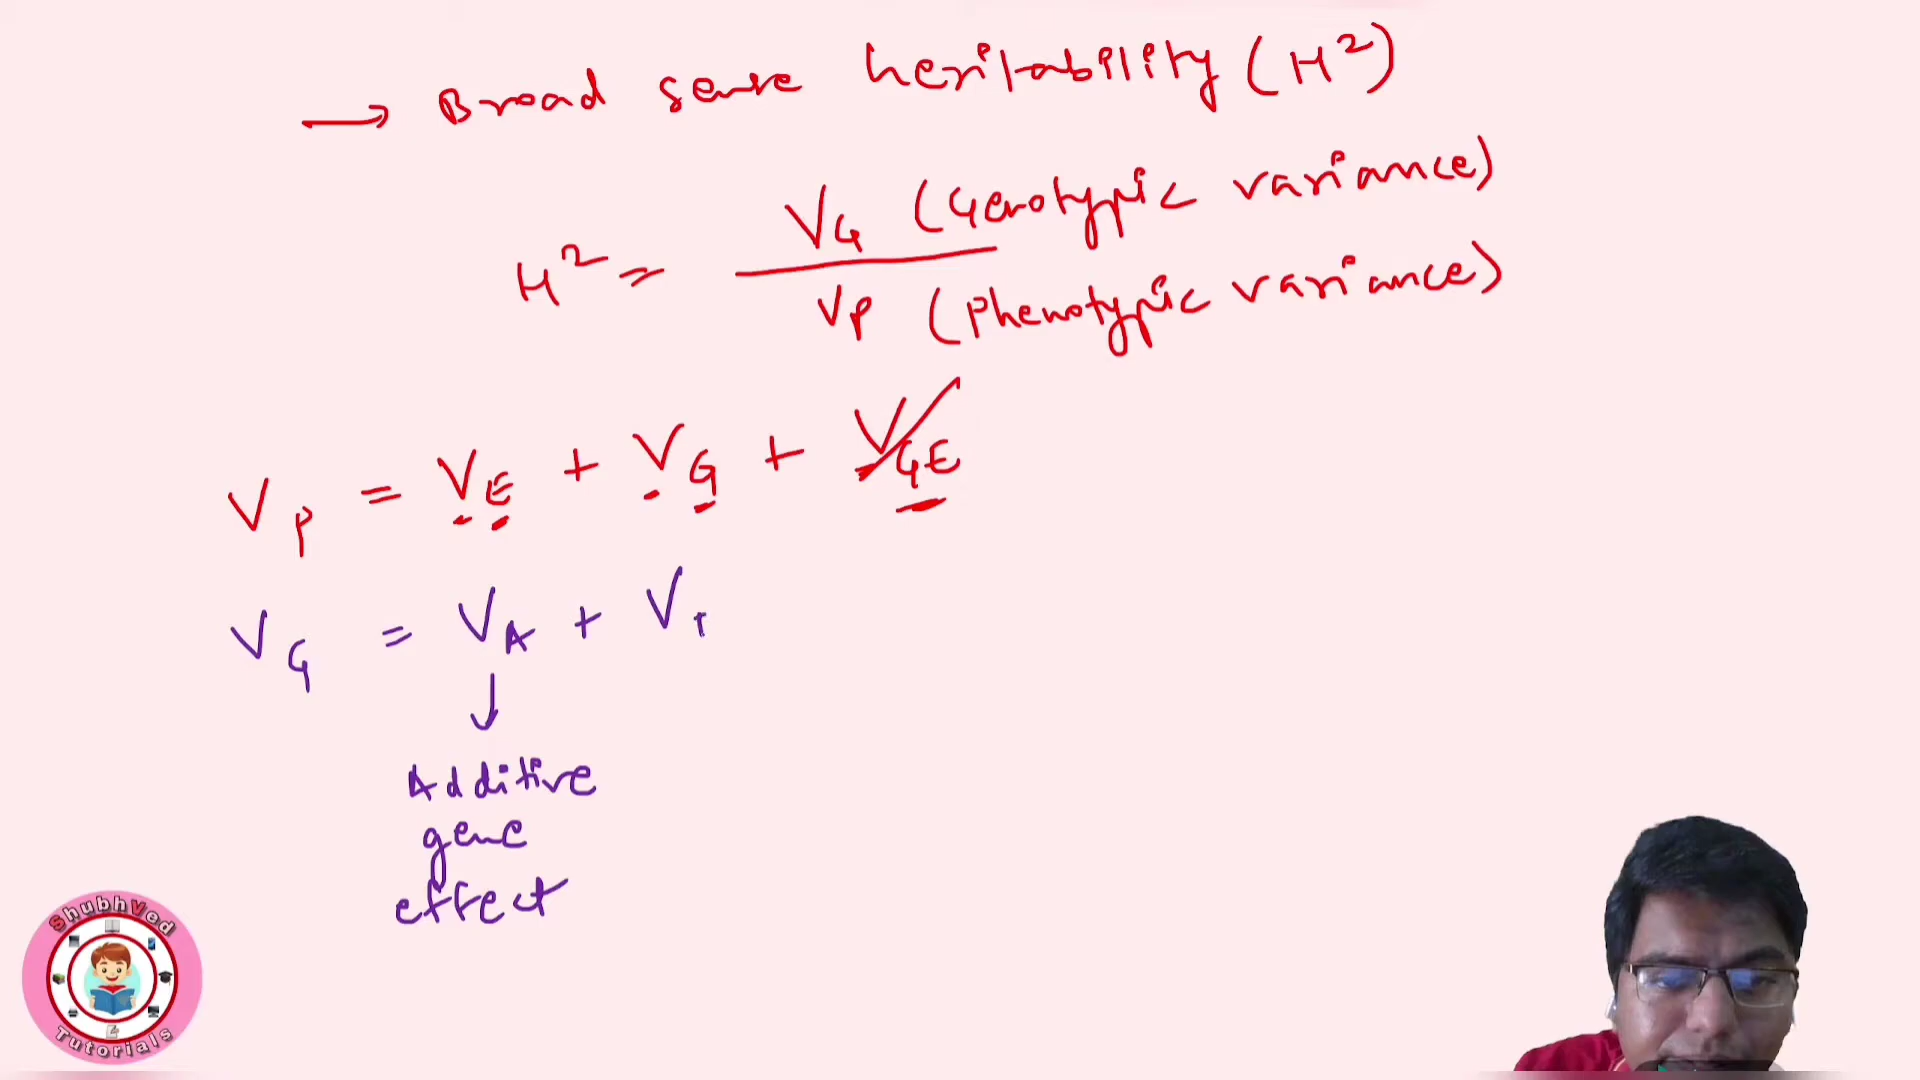 → Broad sense heritability (H²)
H² = VG (Genotypic variance)
VP (Phenotypic variance)
VP = VE + VG + VGE
VG = VA + V
↓
Additive
gene
effect
ShubhVed
Tutorials